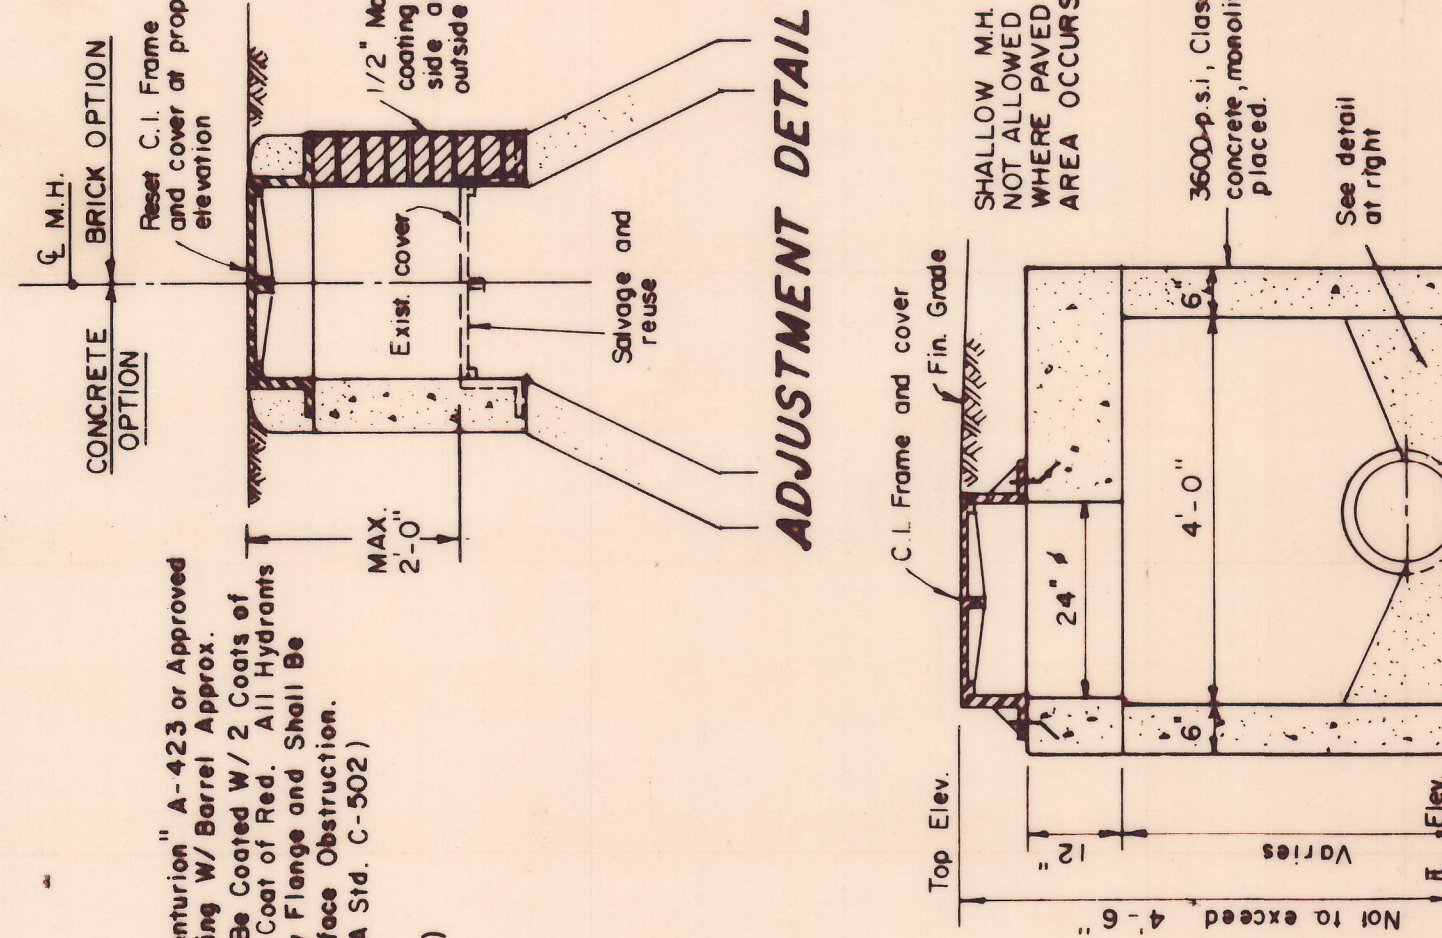 ℄ M.H.
CONCRETE
OPTION
BRICK OPTION
Reset C.I. Frame
and cover at prop
elevation
1/2" Mo
coating
side a
outside
Exist. cover
Salvage and
reuse
MAX.
2'-0"
ADJUSTMENT DETAIL
enturion" A-423 or Approved
ing W/ Barrel Approx.
Be Coated W/ 2 Coats of
Coat of Red. All Hydrants
Flange and Shall Be
face Obstruction.
A Std. C-502)
)
SHALLOW M.H.
NOT ALLOWED
WHERE PAVED
AREA OCCURS
C.I. Frame and cover
Fin. Grade
3600 p.s.i, Clas
concrete, monoli
placed.
See detail
at right
24" ø
4'-0"
6"
6"
Top Elev.
12"
Varies
Not to exceed 4'-6"
Elev.